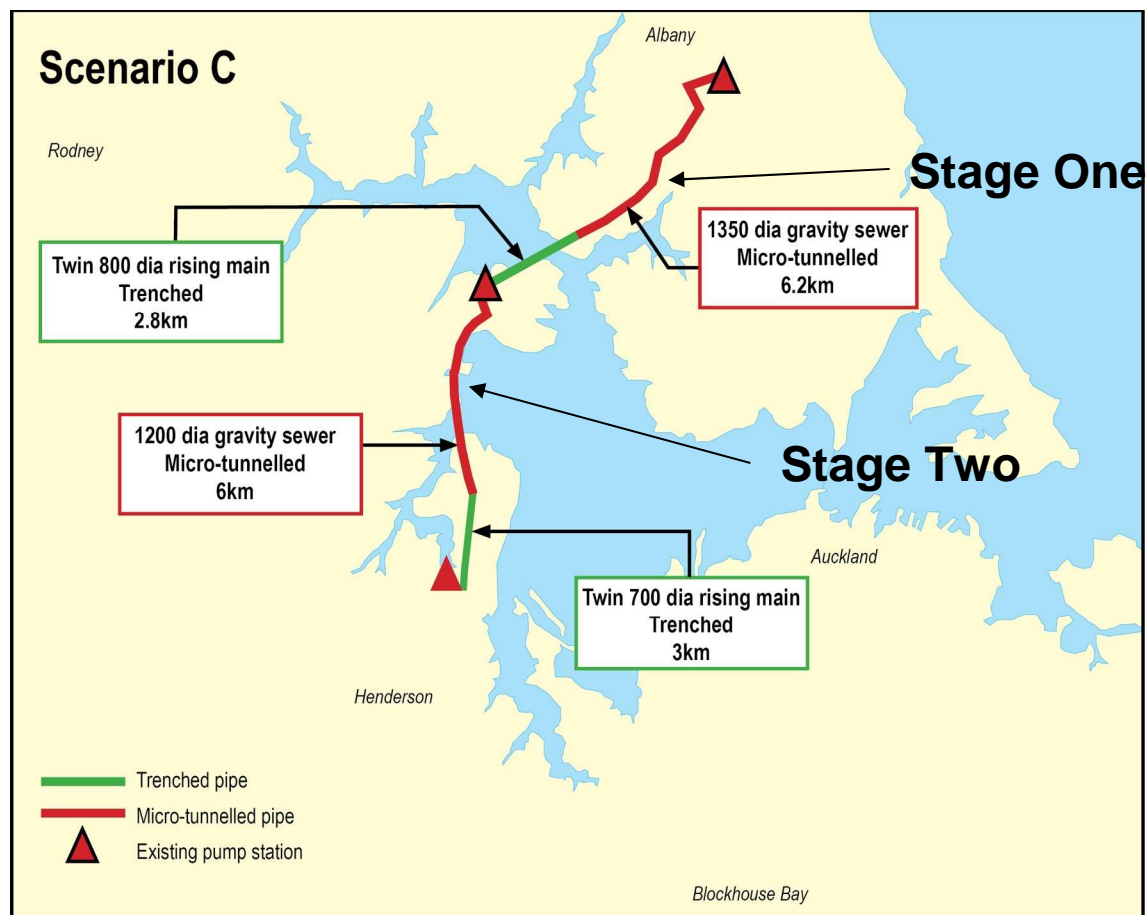 Scenario C
Albany
Rodney
Stage One
1350 dia gravity sewer
Micro-tunnelled
6.2km
Twin 800 dia rising main
Trenched
2.8km
1200 dia gravity sewer
Micro-tunnelled
6km
Stage Two
Auckland
Twin 700 dia rising main
Trenched
3km
Henderson
Trenched pipe
Micro-tunnelled pipe
Existing pump station
Blockhouse Bay